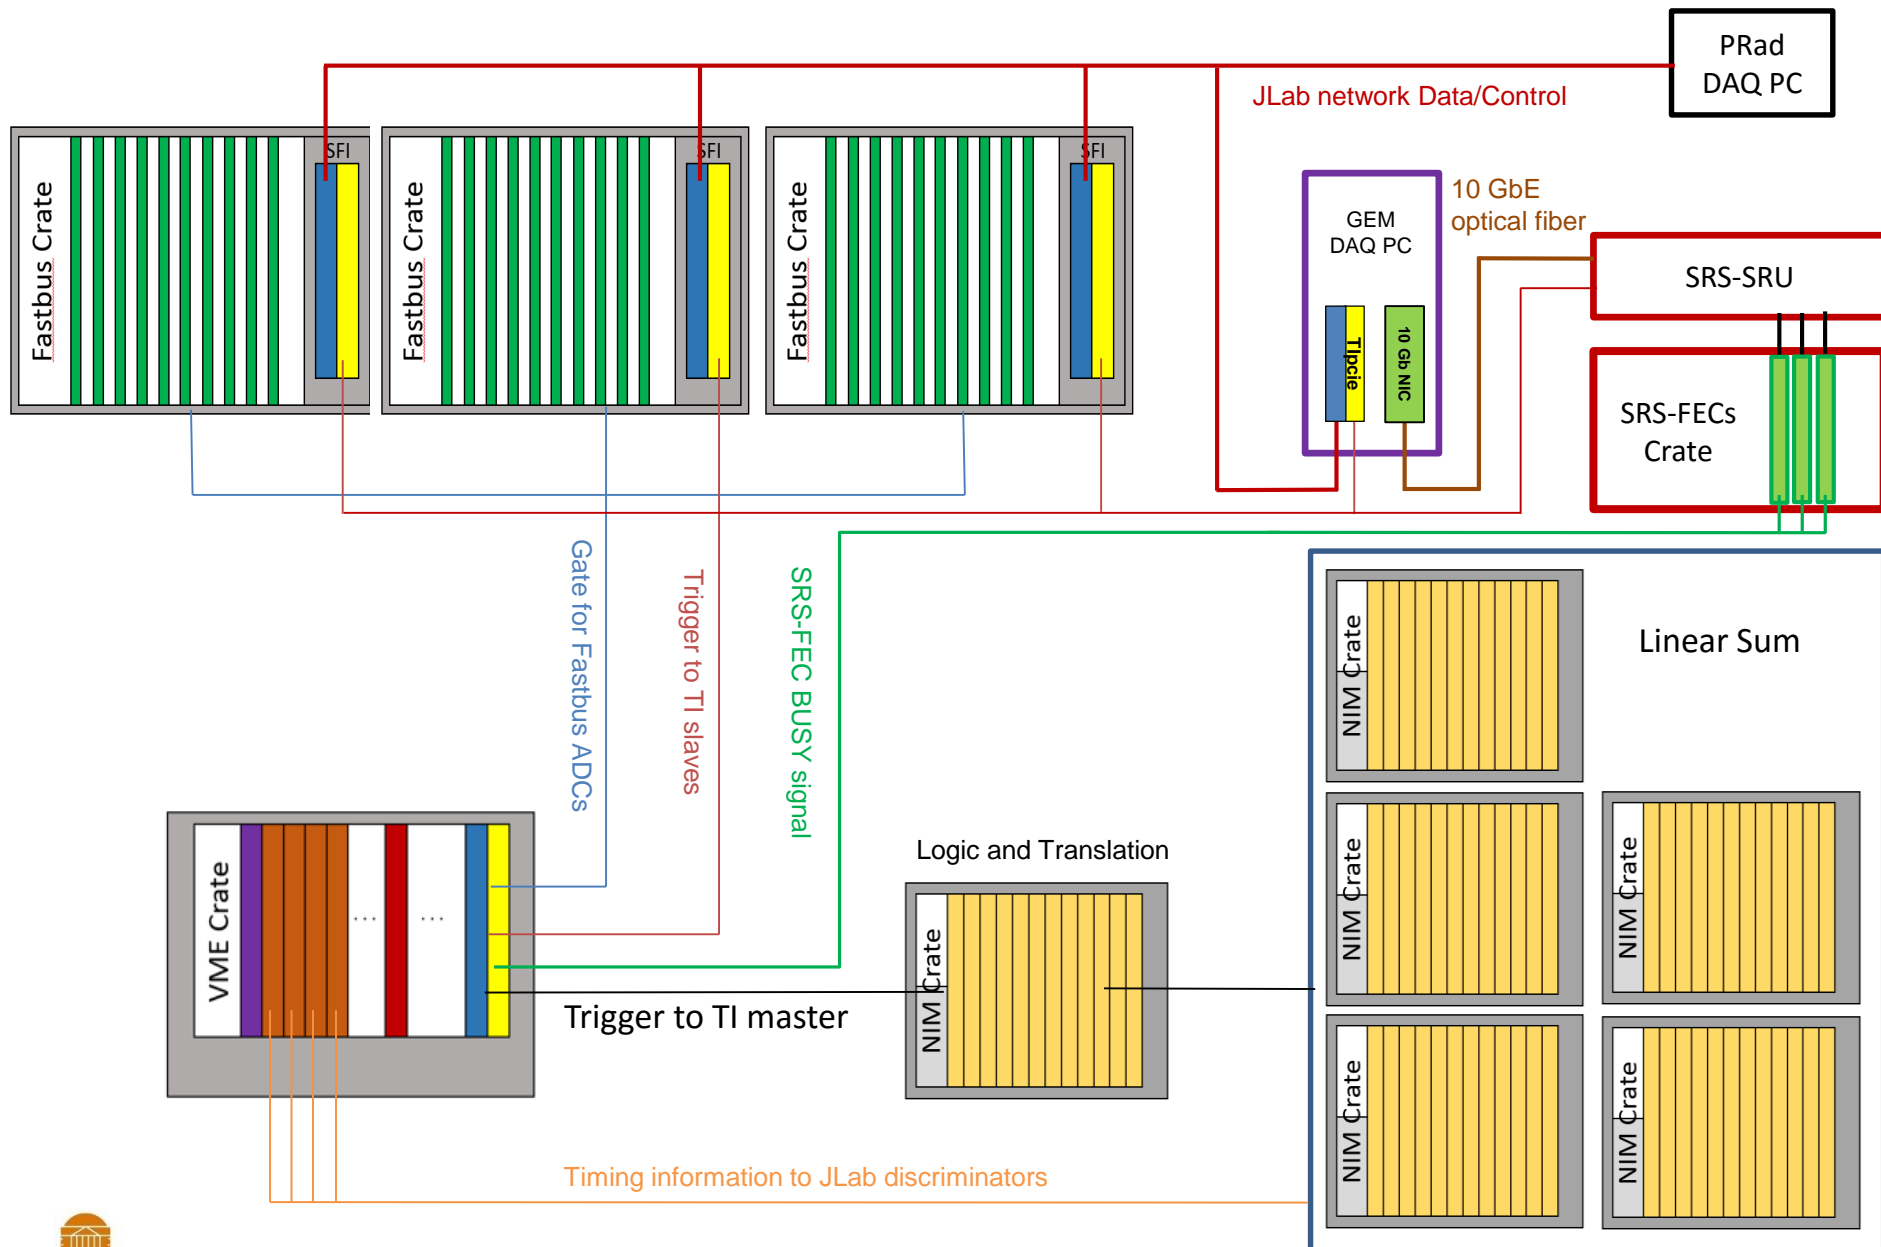 PRad
DAQ PC
JLab network Data/Control
SFI
SFI
SFI
Fastbus Crate
Fastbus Crate
Fastbus Crate
GEM
DAQ PC
TIpcie
10 Gb NIC
10 GbE
optical fiber
SRS-SRU
SRS-FECs
Crate
Gate for Fastbus ADCs
Trigger to TI slaves
SRS-FEC BUSY signal
Linear Sum
NIM Crate
NIM Crate
NIM Crate
NIM Crate
NIM Crate
VME Crate
...
...
Logic and Translation
NIM Crate
Trigger to TI master
Timing information to JLab discriminators